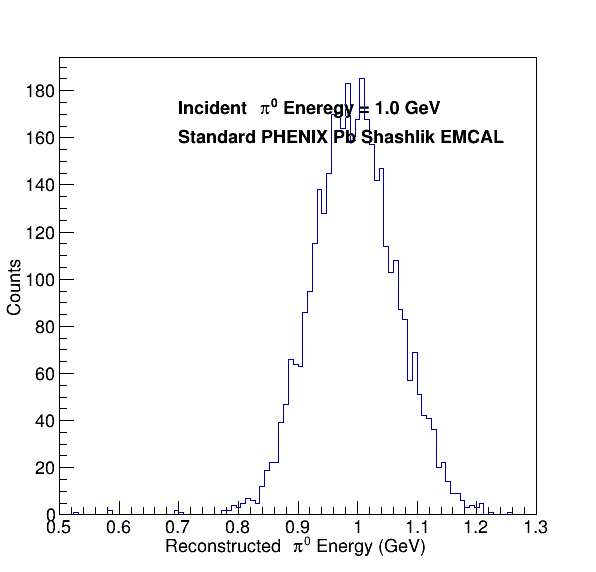 Incident π⁰ Eneregy = 1.0 GeV
Standard PHENIX Pb Shashlik EMCAL
Counts
180
160
140
120
100
80
60
40
20
0
0.5 0.6 0.7 0.8 0.9 1 1.1 1.2 1.3
Reconstructed π⁰ Energy (GeV)